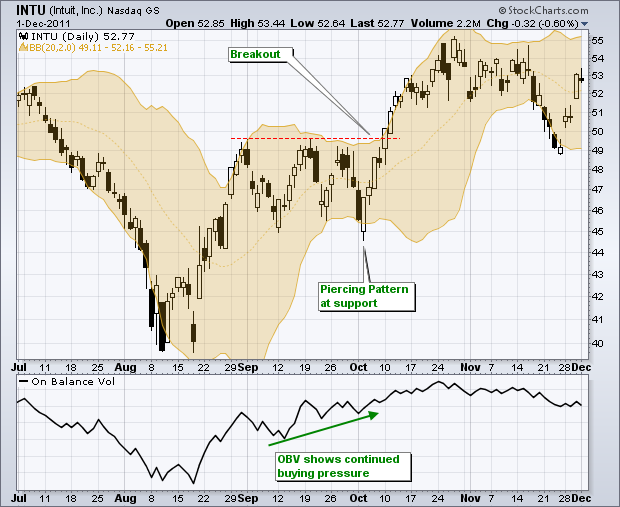 INTU (Intuit, Inc.) Nasdaq GS
© StockCharts.com
1-Dec-2011
Open 52.85 High 53.44 Low 52.64 Last 52.77 Volume 2.2M Chg -0.32 (-0.60%)
INTU (Daily) 52.77
BB(20,2.0) 49.11 - 52.16 - 55.21
Breakout
Piercing Pattern
at support
55
54
53
52
51
50
49
48
47
46
45
44
43
42
41
40
Jul 11 18 25 Aug 8 15 22 29 Sep 12 19 26 Oct 10 17 24 Nov 7 14 21 28 Dec
On Balance Vol
OBV shows continued
buying pressure
Jul 11 18 25 Aug 8 15 22 29 Sep 12 19 26 Oct 10 17 24 Nov 7 14 21 28 Dec